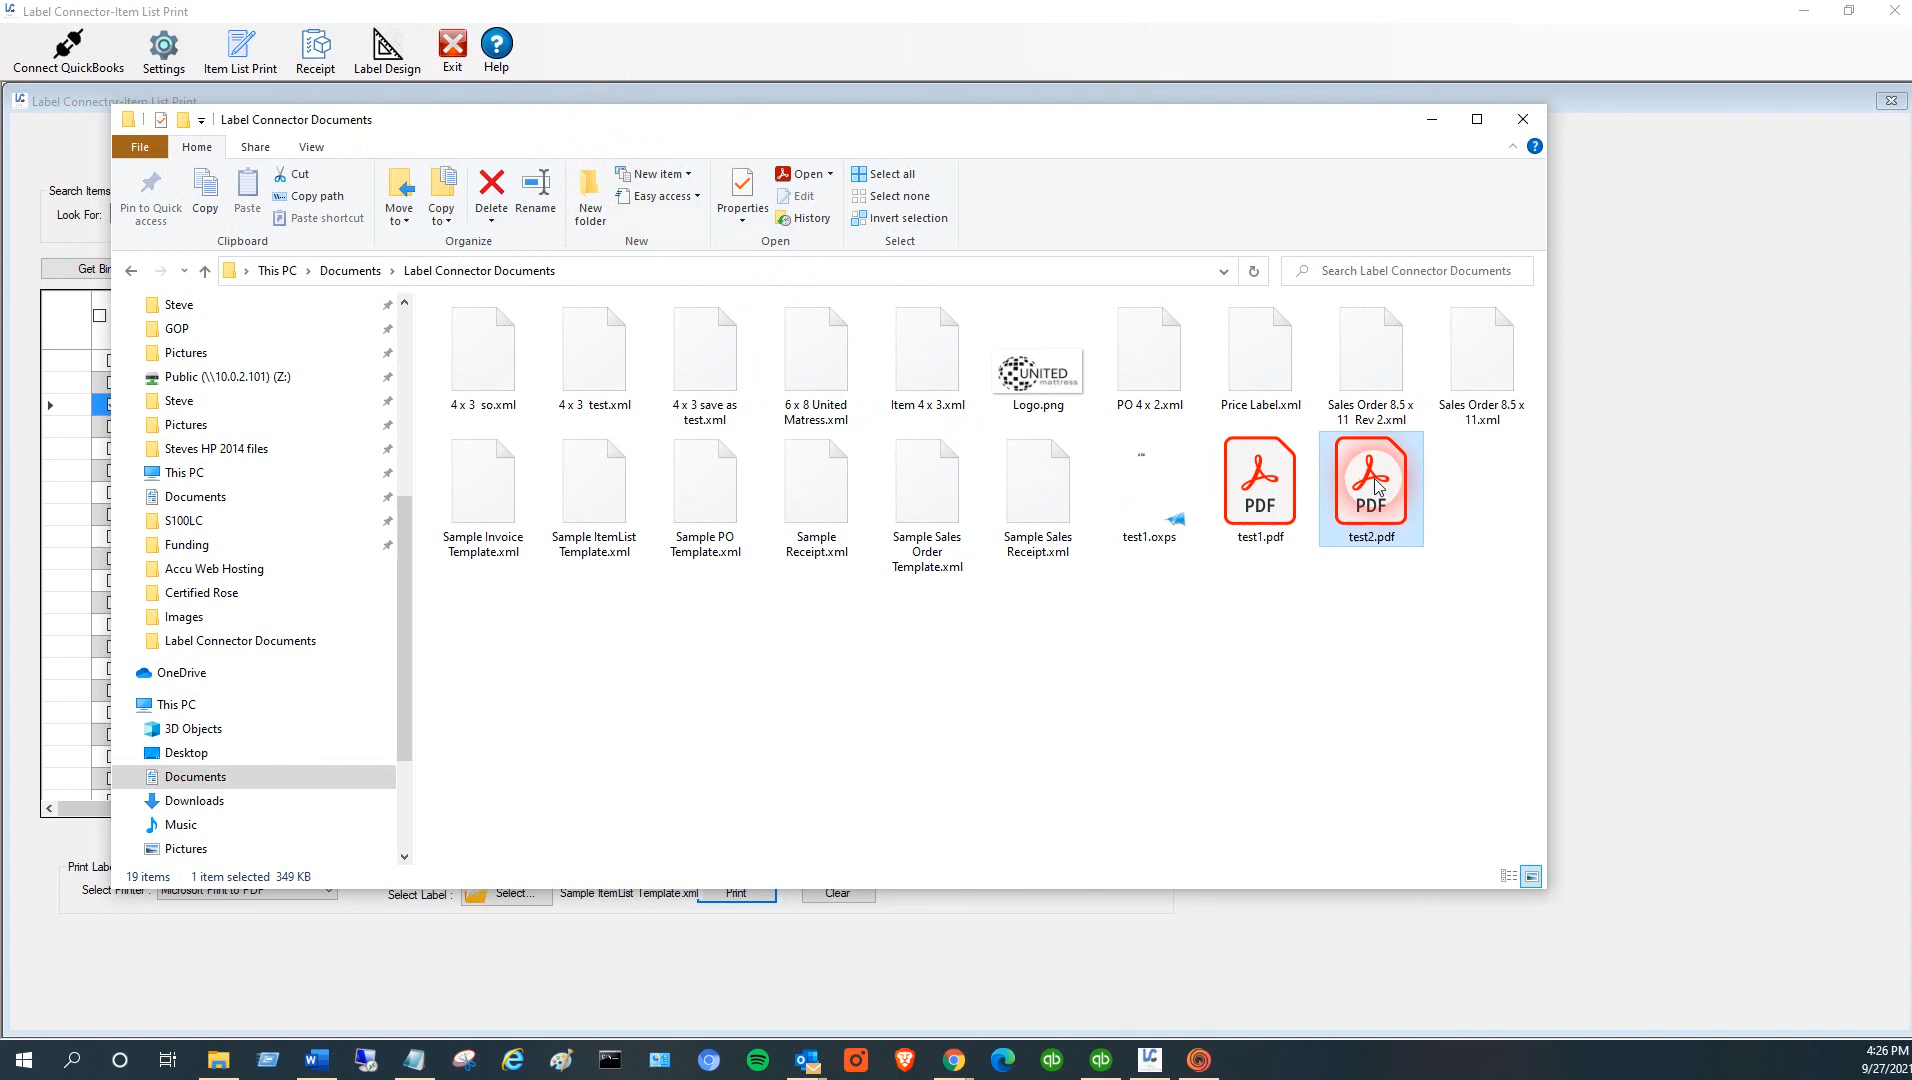 Label Connector-Item List Print
Connect QuickBooks
Settings
Item List Print
Receipt
Label Design
Exit
Help
Label Connector-Item List Print
Label Connector Documents
File
Home
Share
View
Pin to Quick access
Copy
Paste
Cut
Copy path
Paste shortcut
Clipboard
Move to
Copy to
Delete
Rename
Organize
New folder
New item
Easy access
New
Properties
Open
Edit
History
Open
Select all
Select none
Invert selection
Select
This PC
Documents
Label Connector Documents
Search Label Connector Documents
Search Items
Look For:
Steve
GOP
Pictures
Public (\\10.0.2.101) (Z:)
Steve
Pictures
Steves HP 2014 files
This PC
Documents
S100LC
Funding
Accu Web Hosting
Certified Rose
Images
Label Connector Documents
OneDrive
This PC
3D Objects
Desktop
Documents
Downloads
Music
Pictures
4 x 3 so.xml
4 x 3 test.xml
4 x 3 save as test.xml
6 x 8 United Matress.xml
Item 4 x 3.xml
UNITED
mattress
Logo.png
PO 4 x 2.xml
Price Label.xml
Sales Order 8.5 x 11 Rev 2.xml
Sales Order 8.5 x 11.xml
Sample Invoice Template.xml
Sample ItemList Template.xml
Sample PO Template.xml
Sample Receipt.xml
Sample Sales Order Template.xml
Sample Sales Receipt.xml
test1.oxps
PDF
test1.pdf
PDF
test2.pdf
19 items
1 item selected 349 KB
Select Printer :
Microsoft Print to PDF
Select Label :
Select...
Sample ItemList Template.xml
Print
Clear
4:26 PM